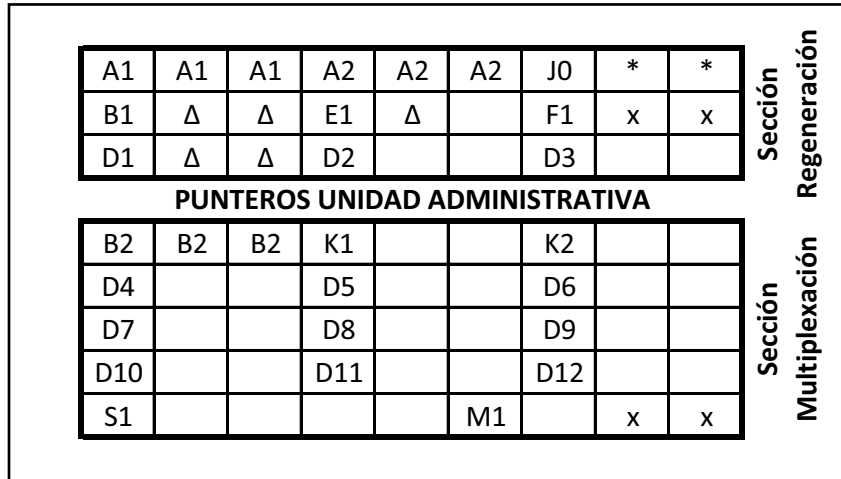 A1 A1 A1 A2 A2 A2 J0 * *
B1 Δ Δ E1 Δ F1 x x
D1 Δ Δ D2 D3
Sección
Regeneración
PUNTEROS UNIDAD ADMINISTRATIVA
B2 B2 B2 K1 K2
D4 D5 D6
D7 D8 D9
D10 D11 D12
S1 M1 x x
Sección
Multiplexación